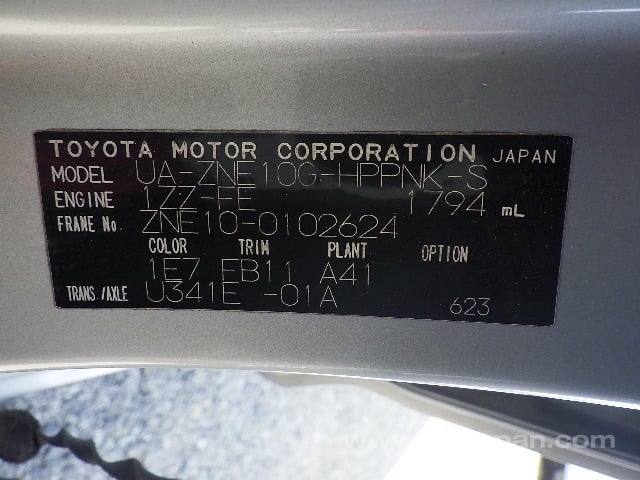 TOYOTA MOTOR CORPORATION JAPAN
MODEL UA-ZNE10G-HPPNK-S
ENGINE 1ZZ-FE 1794 mL
FRAME No. ZNE10-0102624
COLOR TRIM PLANT OPTION
1E7 FB11 A41
TRANS./AXLE U341E -01A 623